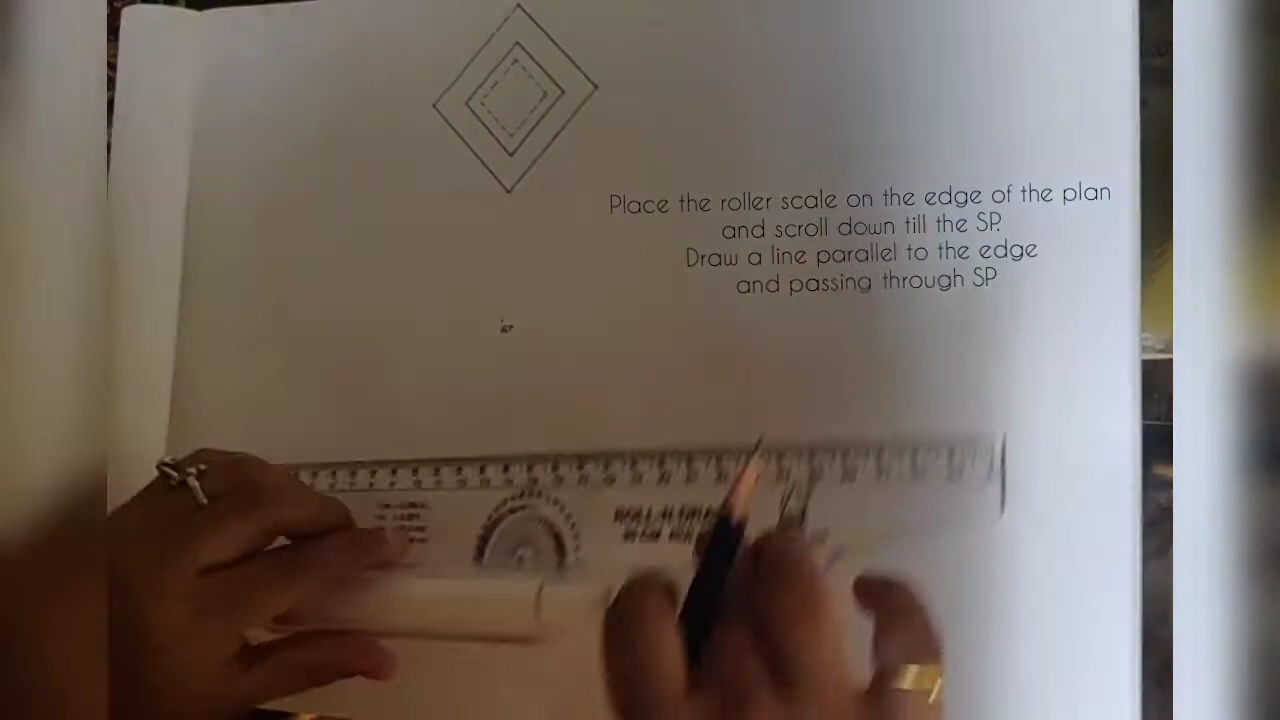 Place the roller scale on the edge of the plan
and scroll down till the SP.
Draw a line parallel to the edge
and passing through SP
SP